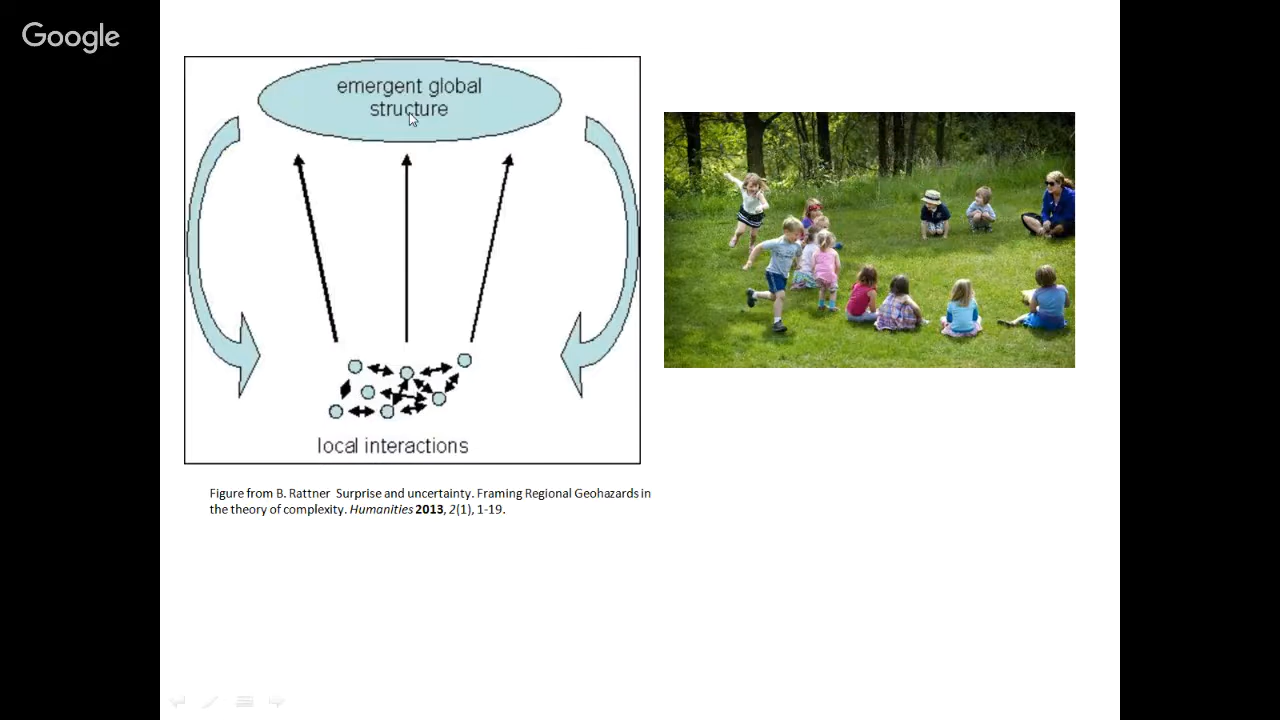 Google
emergent global
structure
local interactions
Figure from B. Rattner Surprise and uncertainty. Framing Regional Geohazards in
the theory of complexity. Humanities 2013, 2(1), 1-19.